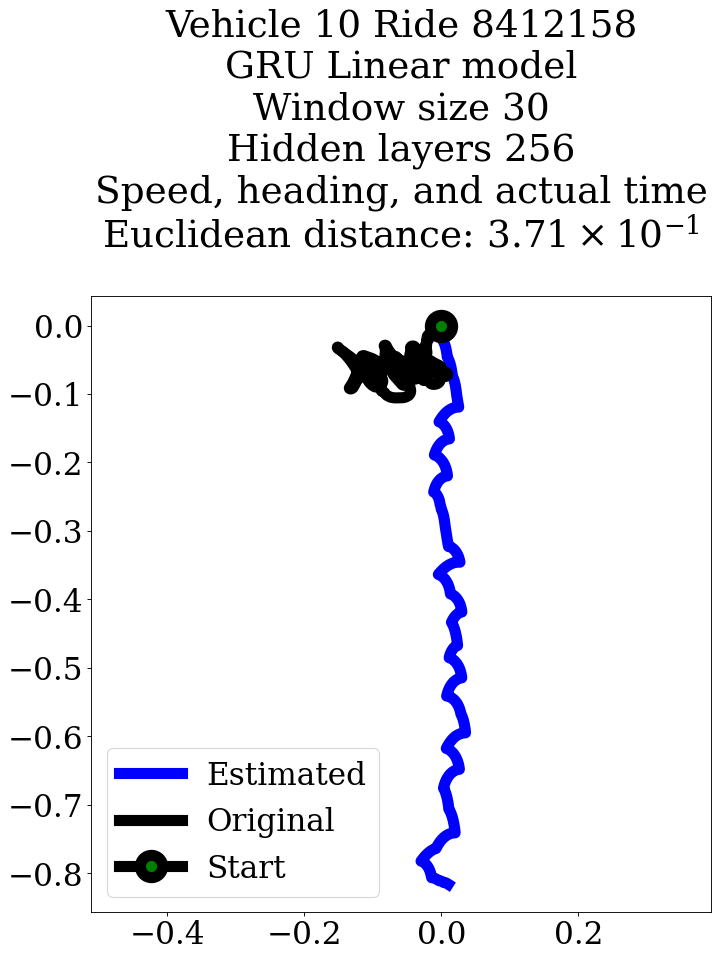 Vehicle 10 Ride 8412158
GRU Linear model
Window size 30
Hidden layers 256
Speed, heading, and actual time
Euclidean distance: 3.71 × 10⁻¹
0.0
−0.1
−0.2
−0.3
−0.4
−0.5
−0.6
−0.7
−0.8
Estimated
Original
Start
−0.4 −0.2 0.0 0.2